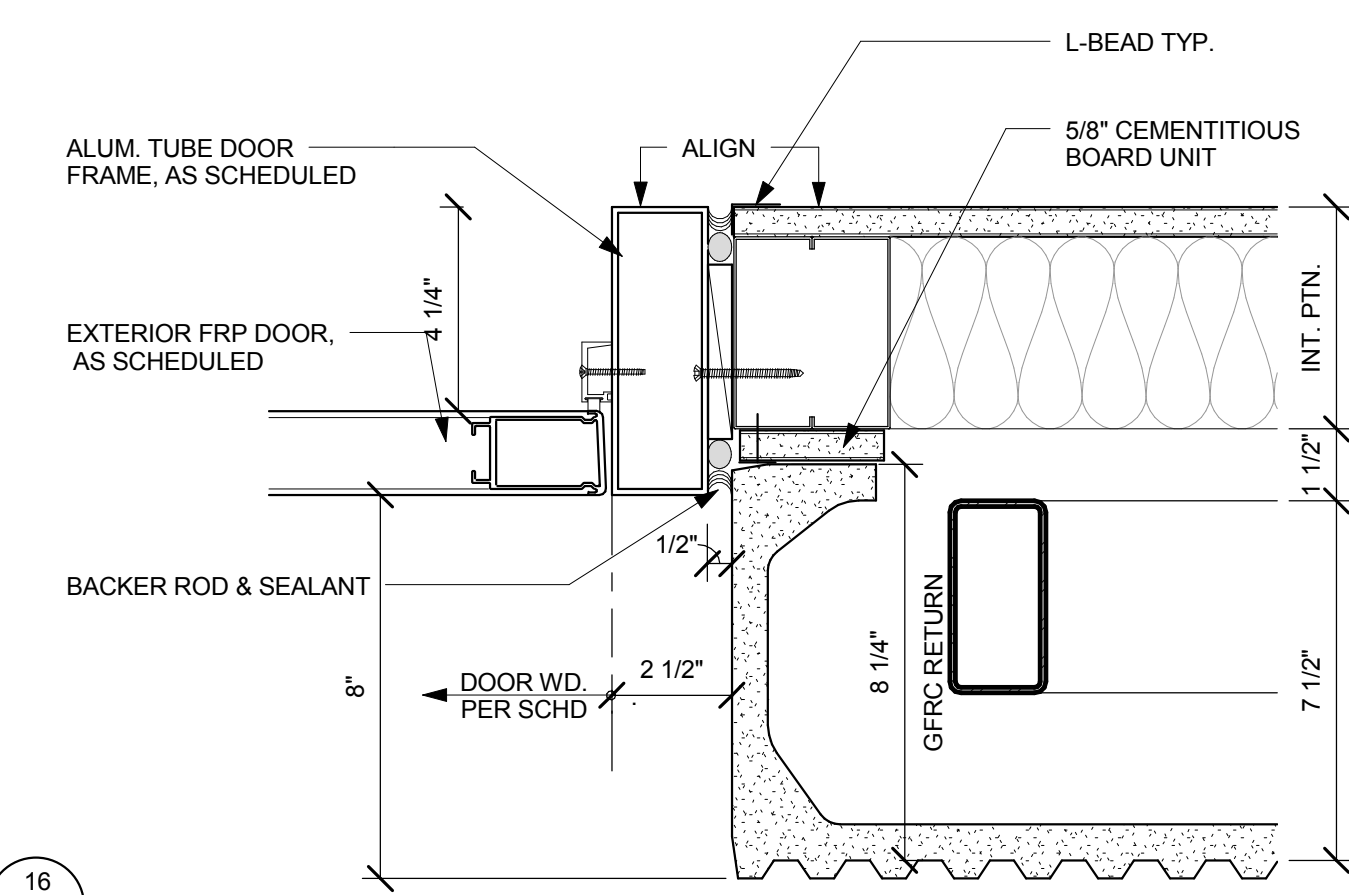 L-BEAD TYP.
ALUM. TUBE DOOR
FRAME, AS SCHEDULED
ALIGN
5/8" CEMENTITIOUS
BOARD UNIT
4 1/4"
EXTERIOR FRP DOOR,
AS SCHEDULED
INT. PTN.
1 1/2"
BACKER ROD & SEALANT
1/2"
GFRC RETURN
8 1/4"
7 1/2"
8"
DOOR WD.
PER SCHD
2 1/2"
16